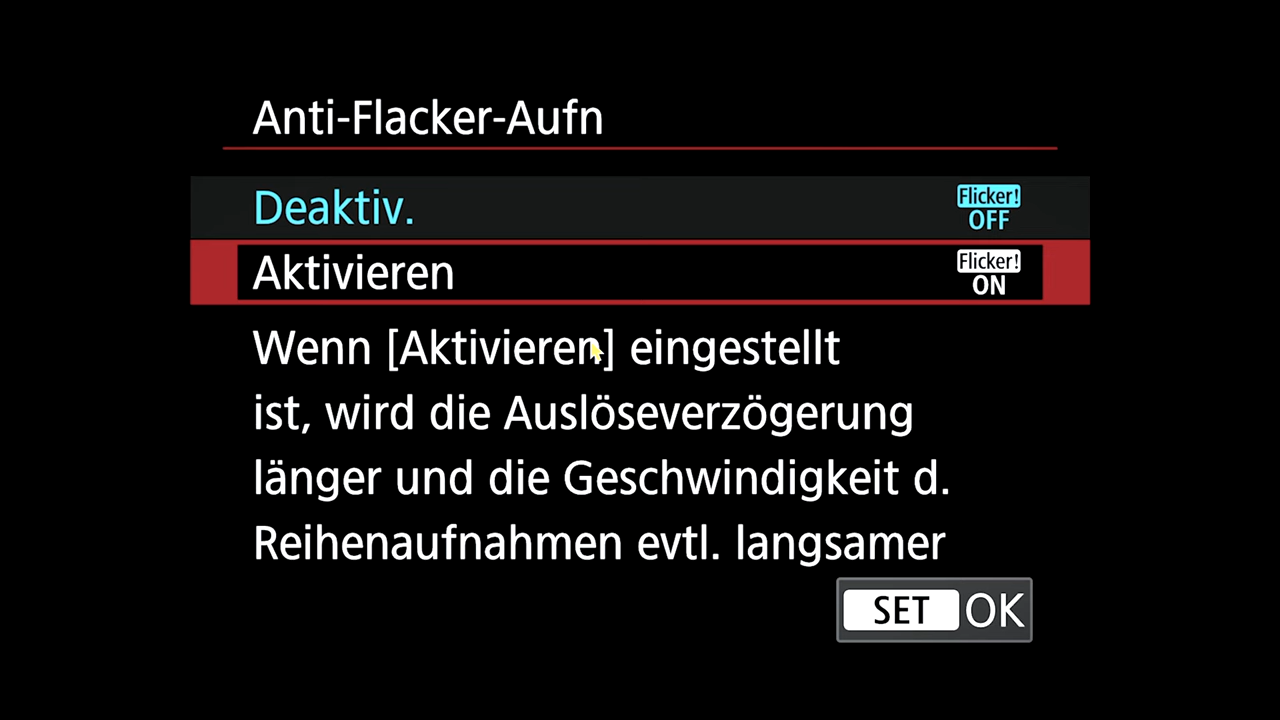 Anti-Flacker-Aufn
Deaktiv.
Flicker!
OFF
Aktivieren
Flicker!
ON
Wenn [Aktivieren] eingestellt
ist, wird die Auslöseverzögerung
länger und die Geschwindigkeit d.
Reihenaufnahmen evtl. langsamer
SET OK